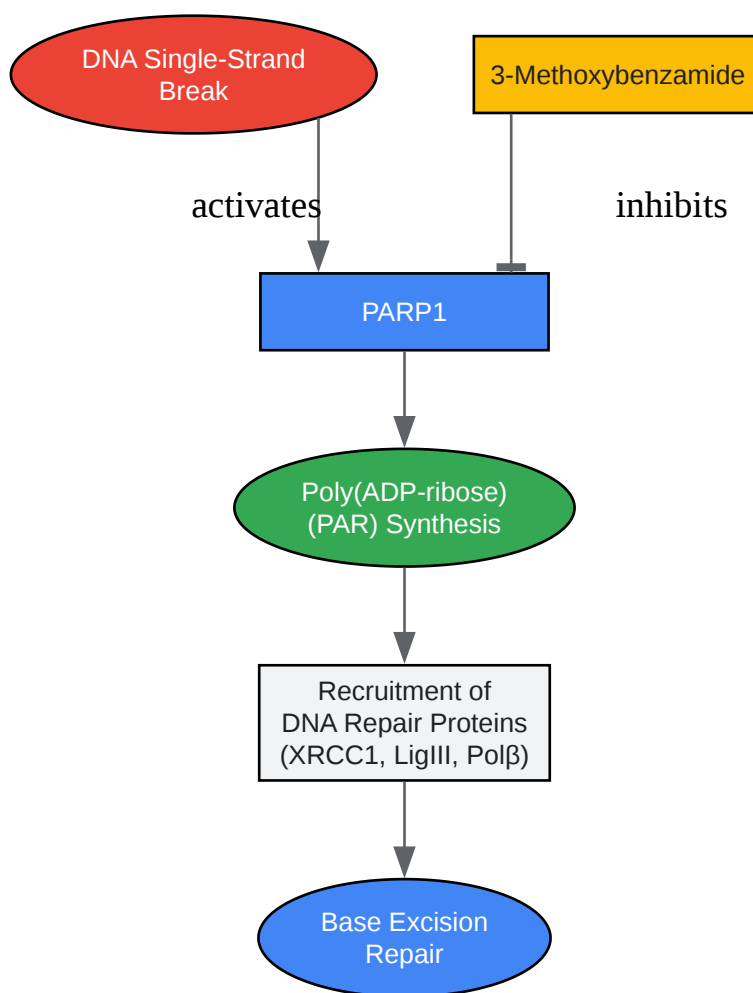 DNA Single-Strand
Break
3-Methoxybenzamide
activates
inhibits
PARP1
Poly(ADP-ribose)
(PAR) Synthesis
Recruitment of
DNA Repair Proteins
(XRCC1, LigIII, Polβ)
Base Excision
Repair